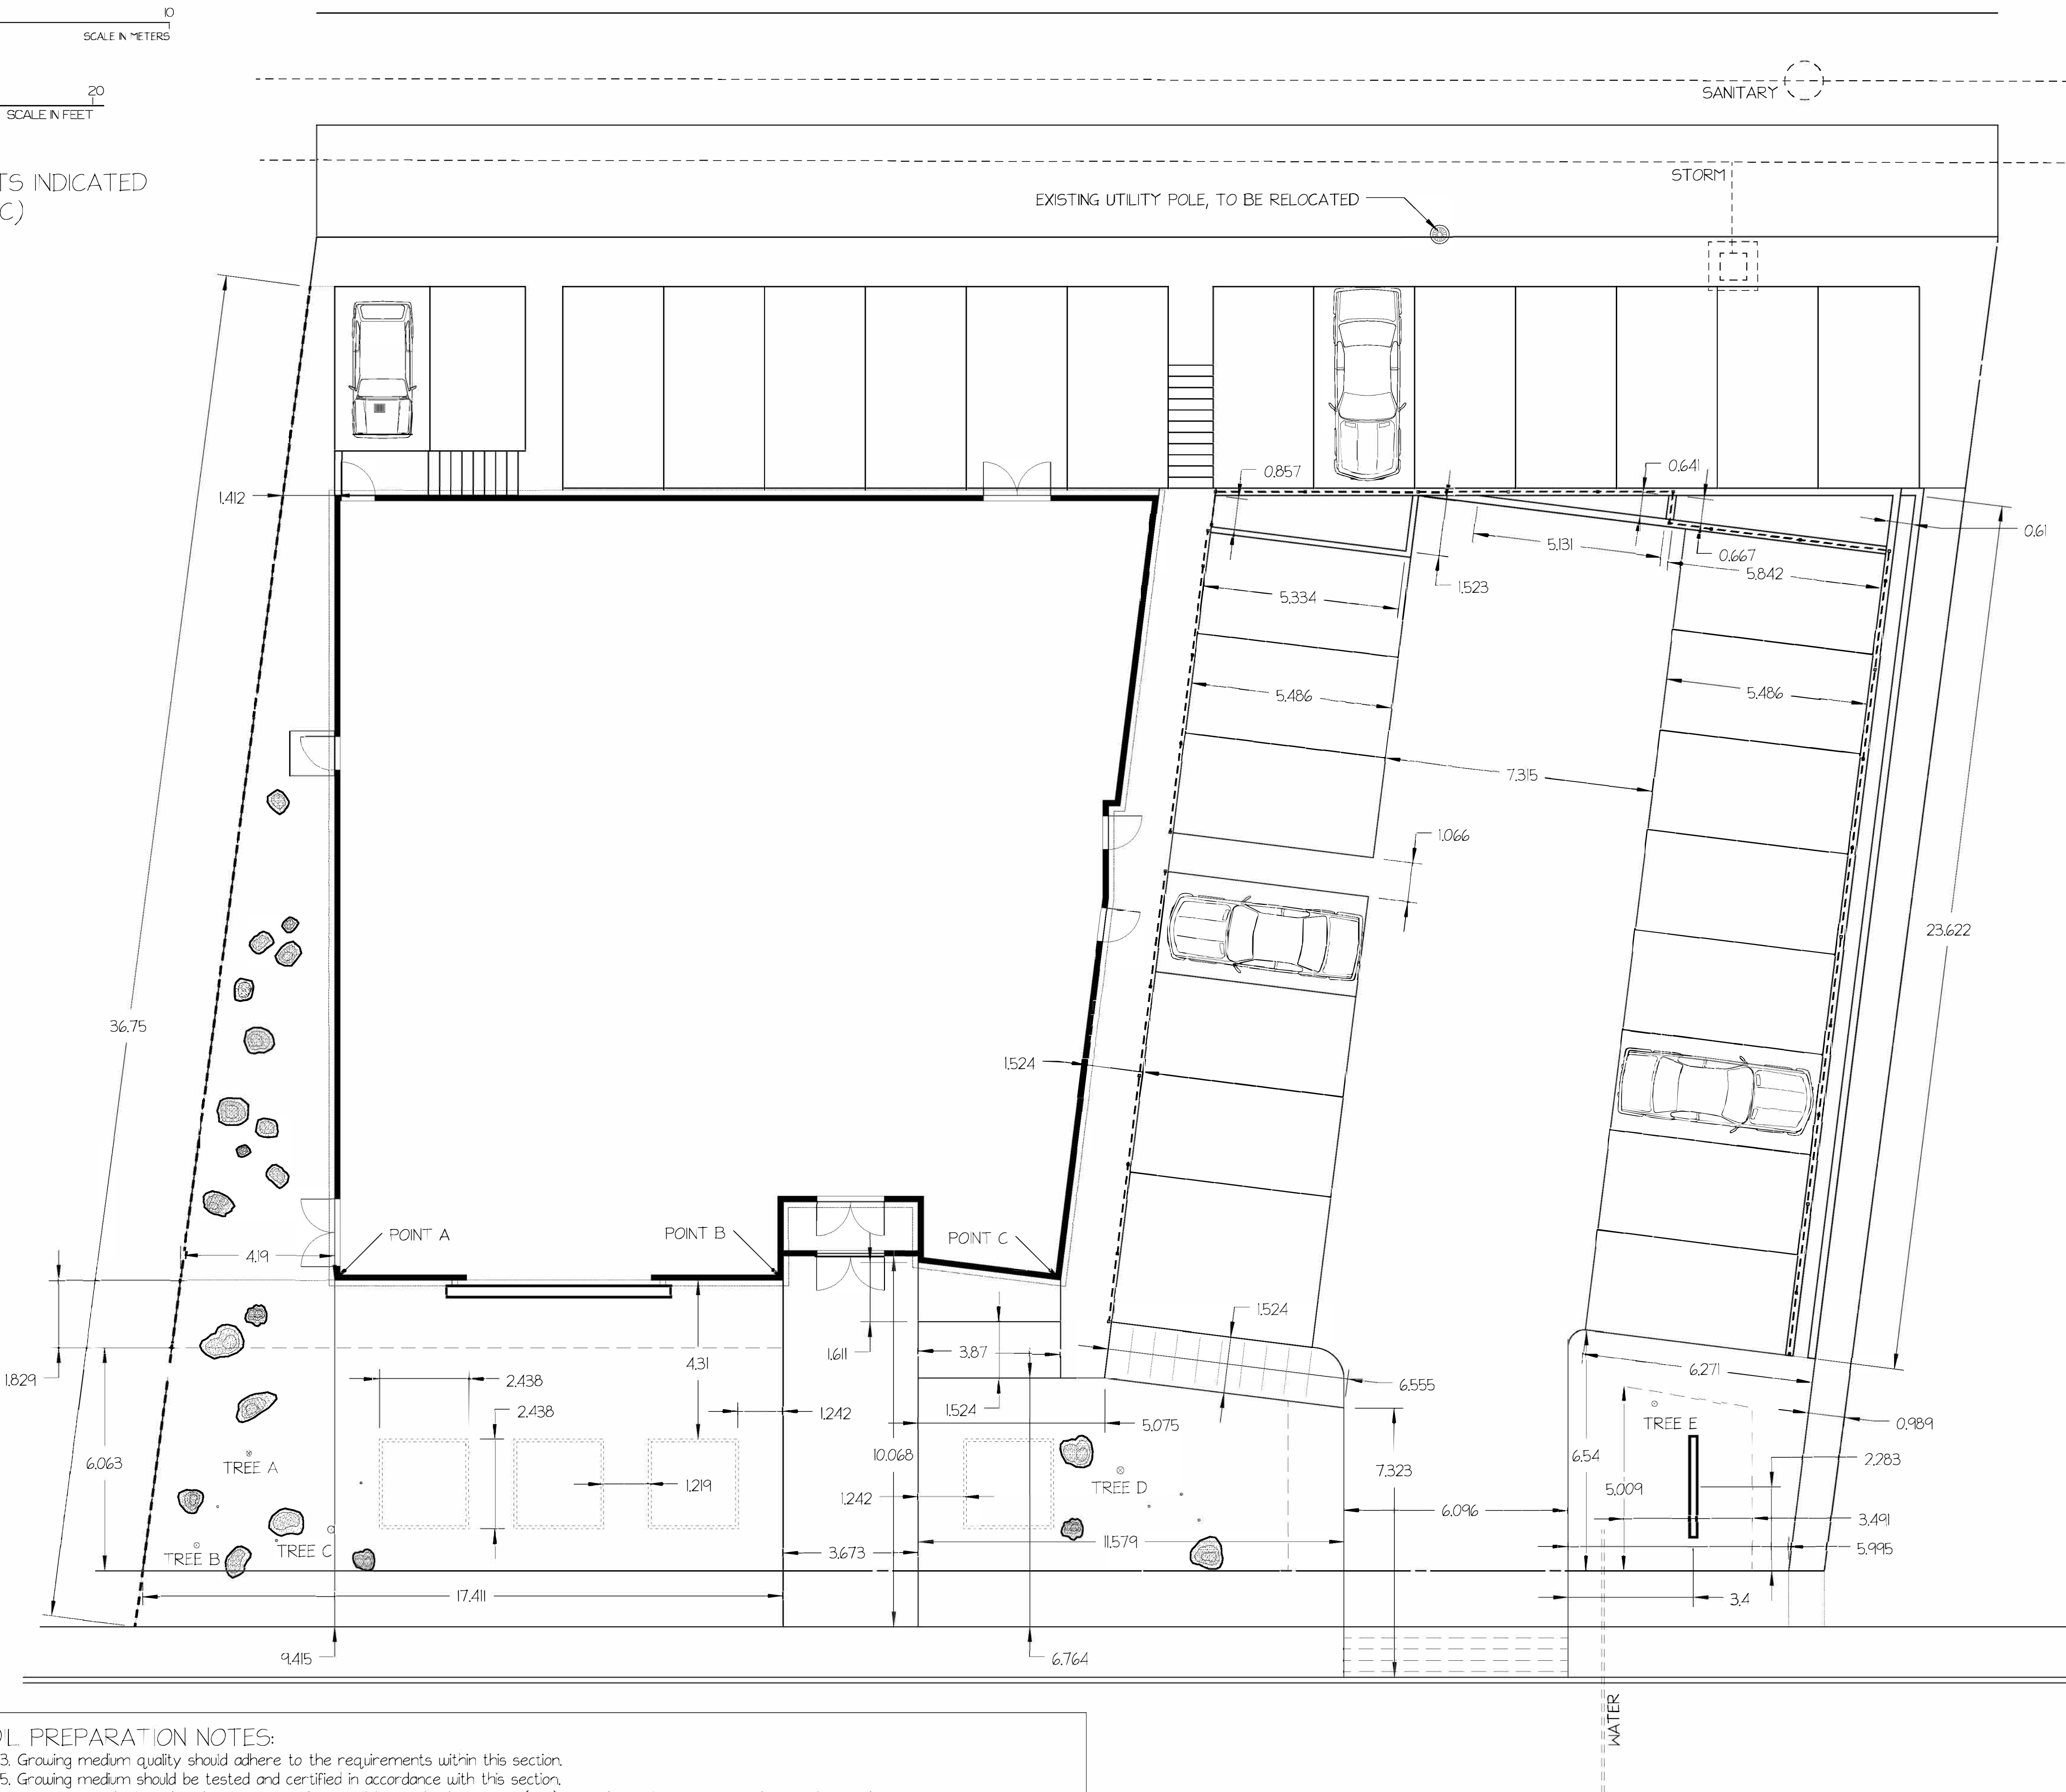 10
SCALE IN METERS
20
SCALE IN FEET
TS INDICATED
C)
SANITARY
STORM
EXISTING UTILITY POLE, TO BE RELOCATED
1.412
0.857
0.641
0.61
5.131
0.667
5.842
1.523
5.334
5.486
5.486
7.315
1.066
23.622
36.75
1.524
POINT A
POINT B
POINT C
4.19
1.524
1.829
1.611
3.87
4.31
6.271
2.438
6.555
2.438
1.242
1.524
5.075
0.989
TREE E
10.068
6.54
2.283
6.063
TREE A
7.323
1.219
TREE D
5.009
1.242
6.096
3.491
11.579
TREE B
TREE C
3.673
5.995
17.411
3.4
9.415
6.764
WATER
OIL PREPARATION NOTES:
3. Growing medium quality should adhere to the requirements within this section.
5. Growing medium should be tested and certified in accordance with this section.